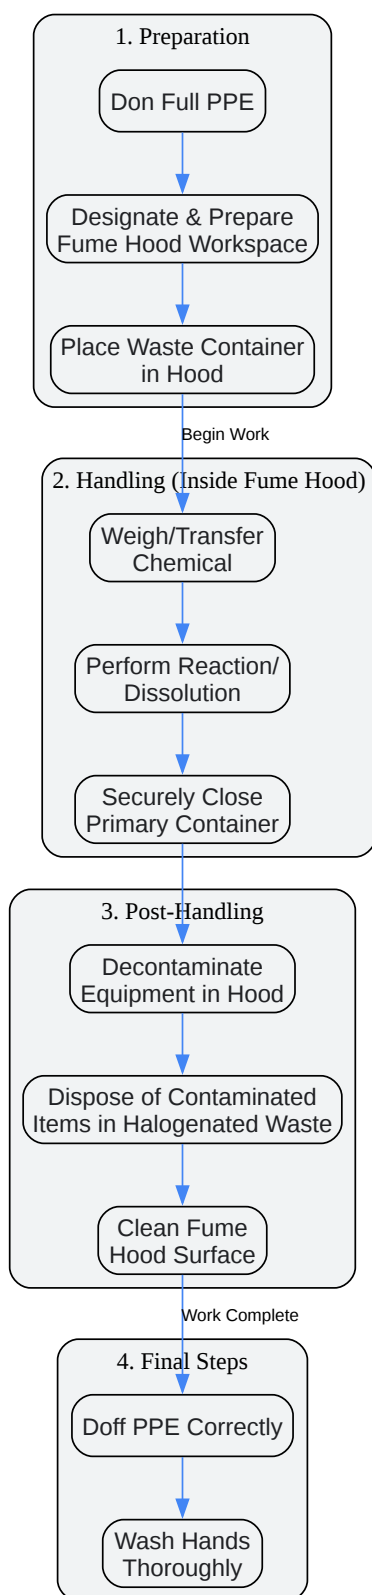 1. Preparation
Don Full PPE
Designate & Prepare
Fume Hood Workspace
Place Waste Container
in Hood
Begin Work
2. Handling (Inside Fume Hood)
Weigh/Transfer
Chemical
Perform Reaction/
Dissolution
Securely Close
Primary Container
3. Post-Handling
Decontaminate
Equipment in Hood
Dispose of Contaminated
Items in Halogenated Waste
Clean Fume
Hood Surface
Work Complete
4. Final Steps
Doff PPE Correctly
Wash Hands
Thoroughly